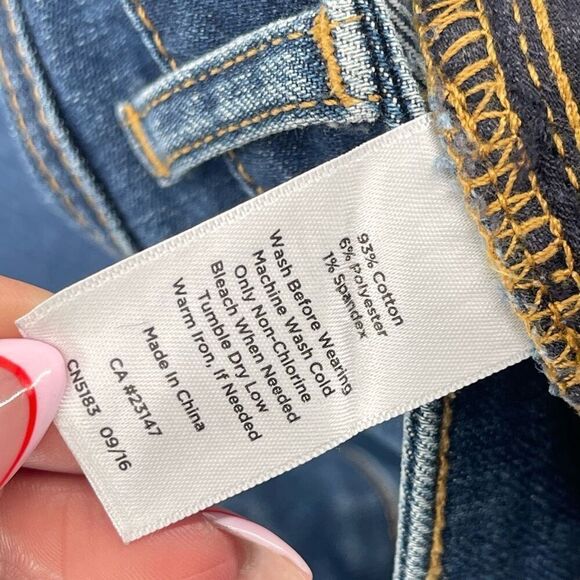 93% Cotton
6% Polyester
1% Spandex
Wash Before Wearing
Machine Wash Cold
Only Non-Chlorine
Bleach When Needed
Tumble Dry Low
Warm Iron, If Needed
Made In China
CA #23147
CN5183 09/16